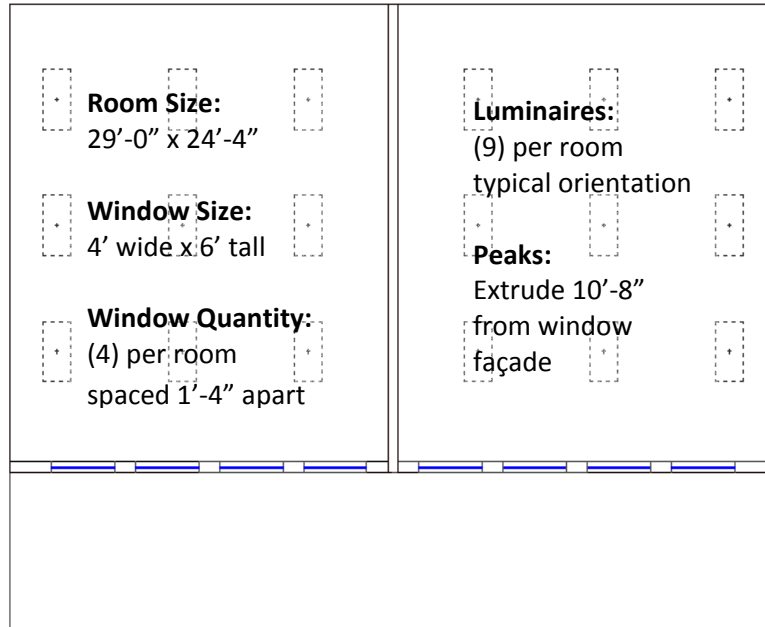 Room Size:
29’-0” x 24’-4”
Window Size:
4’ wide x 6’ tall
Window Quantity:
(4) per room
spaced 1’-4” apart
Luminaires:
(9) per room
typical orientation
Peaks:
Extrude 10’-8”
from window
façade